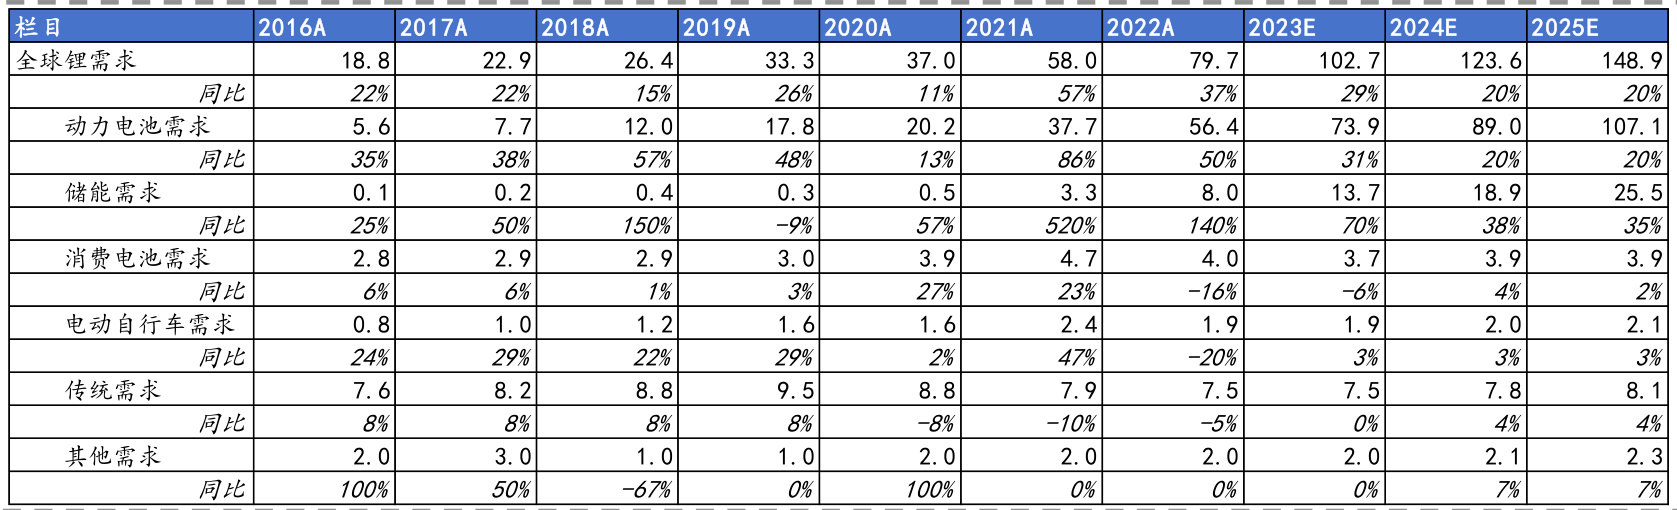 栏目 2016A 2017A 2018A 2019A 2020A 2021A 2022A 2023E 2024E 2025E
全球锂需求 18.8 22.9 26.4 33.3 37.0 58.0 79.7 102.7 123.6 148.9
同比 22% 22% 15% 26% 11% 57% 37% 29% 20% 20%
动力电池需求 5.6 7.7 12.0 17.8 20.2 37.7 56.4 73.9 89.0 107.1
同比 35% 38% 57% 48% 13% 86% 50% 31% 20% 20%
储能需求 0.1 0.2 0.4 0.3 0.5 3.3 8.0 13.7 18.9 25.5
同比 25% 50% 150% -9% 57% 520% 140% 70% 38% 35%
消费电池需求 2.8 2.9 2.9 3.0 3.9 4.7 4.0 3.7 3.9 3.9
同比 6% 6% 1% 3% 27% 23% -16% -6% 4% 2%
电动自行车需求 0.8 1.0 1.2 1.6 1.6 2.4 1.9 1.9 2.0 2.1
同比 24% 29% 22% 29% 2% 47% -20% 3% 3% 3%
传统需求 7.6 8.2 8.8 9.5 8.8 7.9 7.5 7.5 7.8 8.1
同比 8% 8% 8% 8% -8% -10% -5% 0% 4% 4%
其他需求 2.0 3.0 1.0 1.0 2.0 2.0 2.0 2.0 2.1 2.3
同比 100% 50% -67% 0% 100% 0% 0% 0% 7% 7%